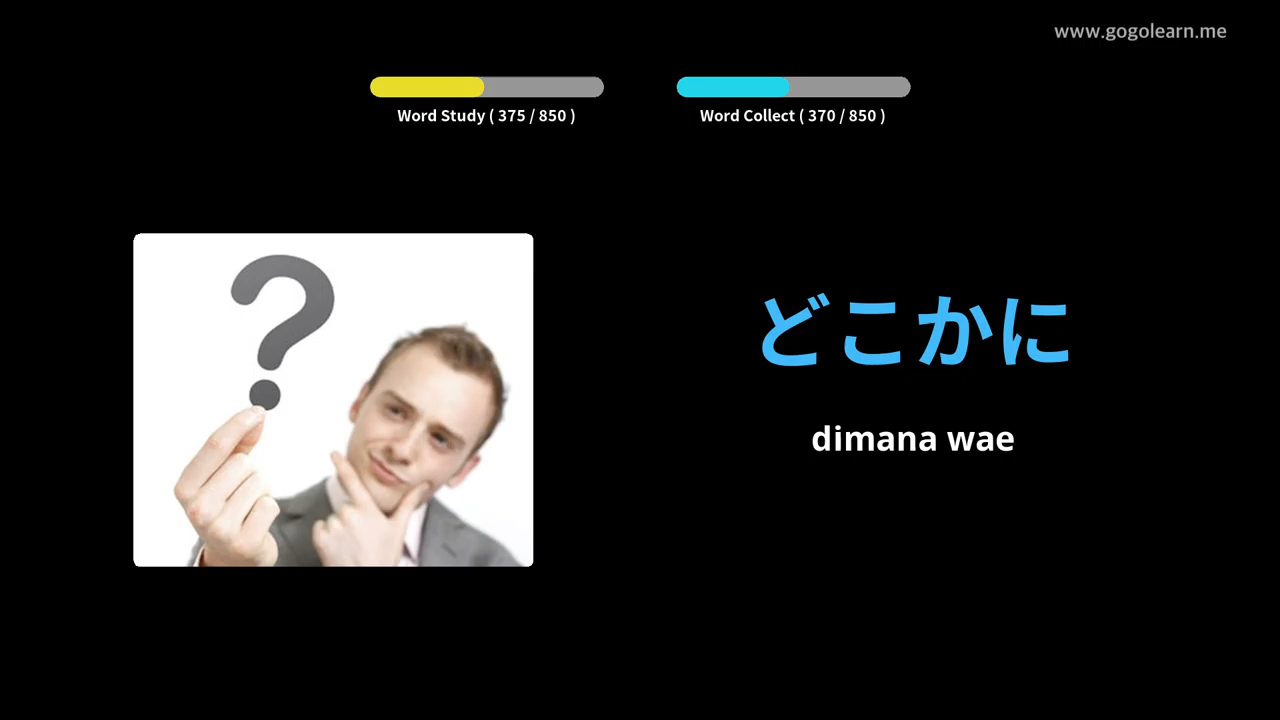 www.gogolearn.me
Word Study ( 375 / 850 )
Word Collect ( 370 / 850 )
どこかに
dimana wae